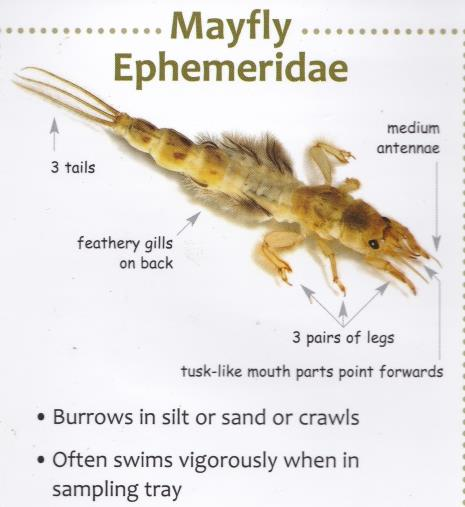 Mayfly
Ephemeridae
medium
antennae
3 tails
feathery gills
on back
3 pairs of legs
tusk-like mouth parts point forwards
• Burrows in silt or sand or crawls
• Often swims vigorously when in
sampling tray